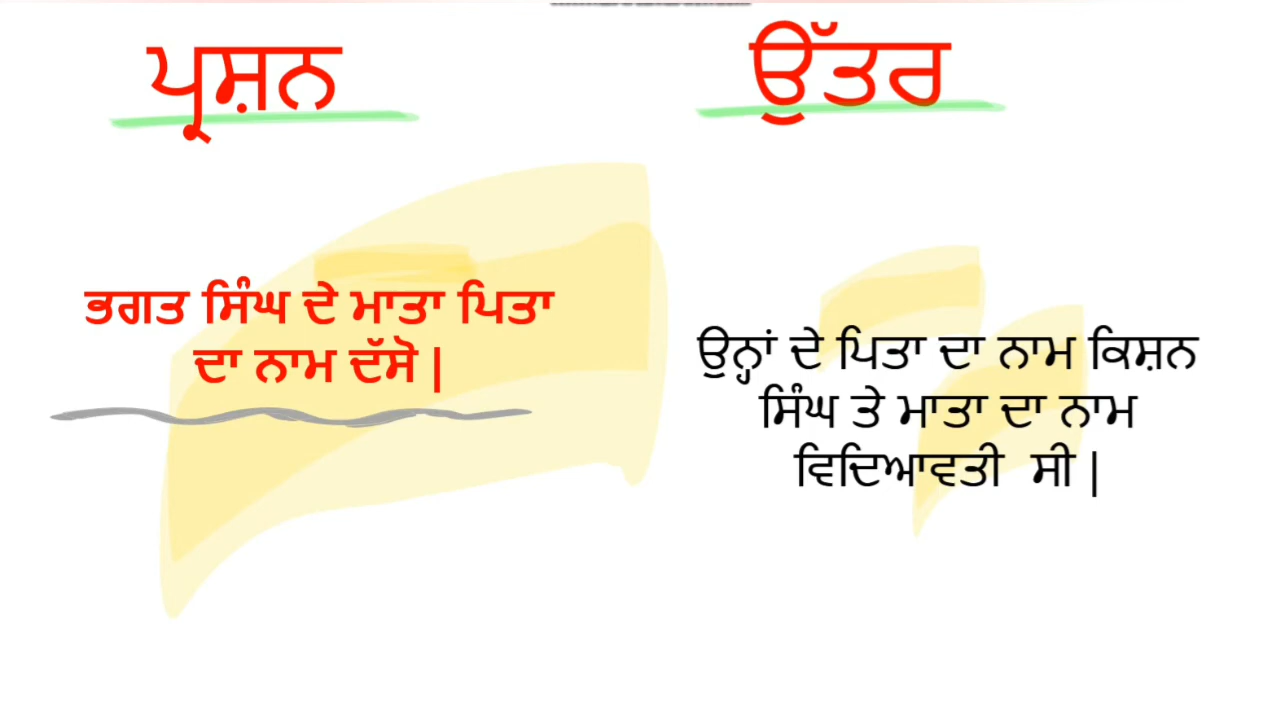 ਪ੍ਰਸ਼ਨ
ਉੱਤਰ
ਭਗਤ ਸਿੰਘ ਦੇ ਮਾਤਾ ਪਿਤਾ
ਦਾ ਨਾਮ ਦੱਸੋ |
ਉਨ੍ਹਾਂ ਦੇ ਪਿਤਾ ਦਾ ਨਾਮ ਕਿਸ਼ਨ
ਸਿੰਘ ਤੇ ਮਾਤਾ ਦਾ ਨਾਮ
ਵਿਦਿਆਵਤੀ  ਸੀ |